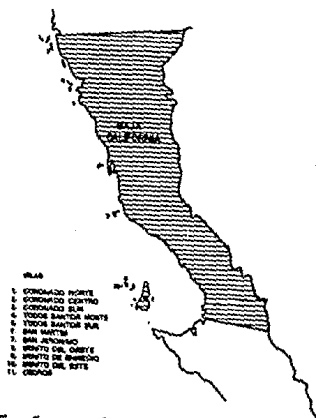 BAJA
CALIFORNIA
ISLAS
1. CORONADO NORTE
2. CORONADO CENTRO
3. CORONADO SUR
4. TODOS SANTOS NORTE
5. TODOS SANTOS SUR
6. SAN MARTIN
7. SAN JERONIMO
8. BENITO DEL OESTE
9. BENITO DE ENMEDIO
10. BENITO DEL ESTE
11. CEDROS